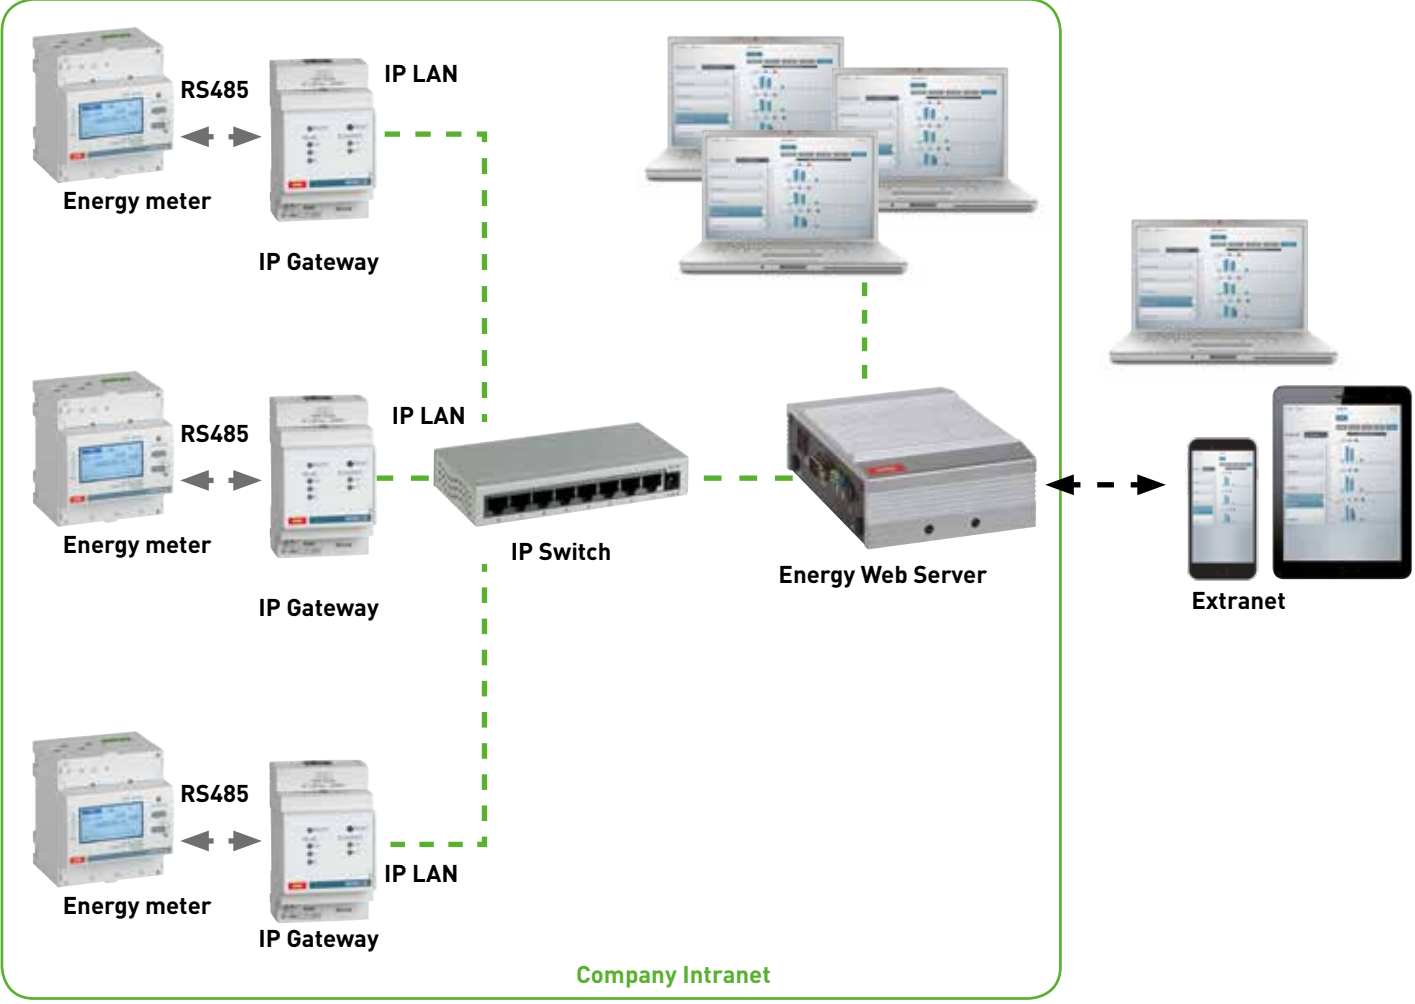 IP LAN
RS485
Energy meter
IP Gateway
IP LAN
RS485
Energy meter
IP Switch
Energy Web Server
Extranet
IP Gateway
RS485
IP LAN
Energy meter
IP Gateway
Company Intranet